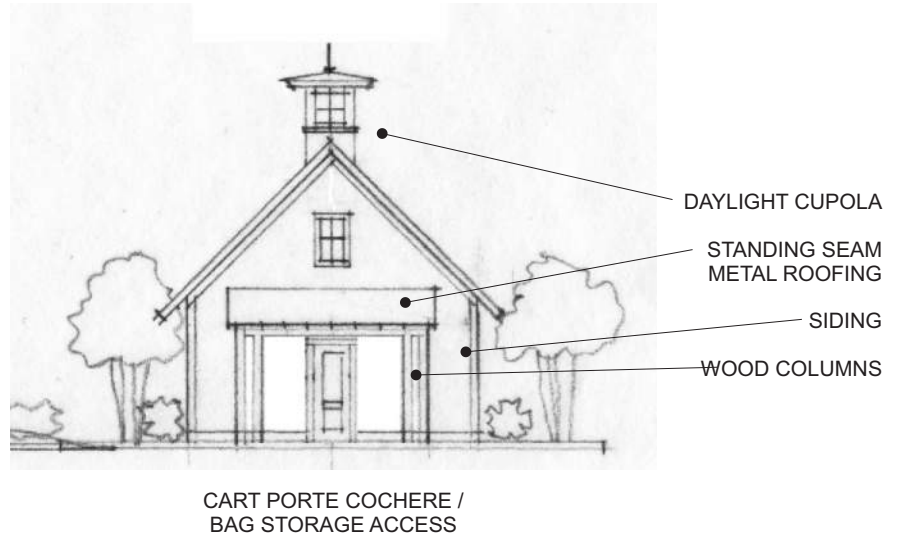 DAYLIGHT CUPOLA
STANDING SEAM
METAL ROOFING
SIDING
WOOD COLUMNS
CART PORTE COCHERE /
BAG STORAGE ACCESS